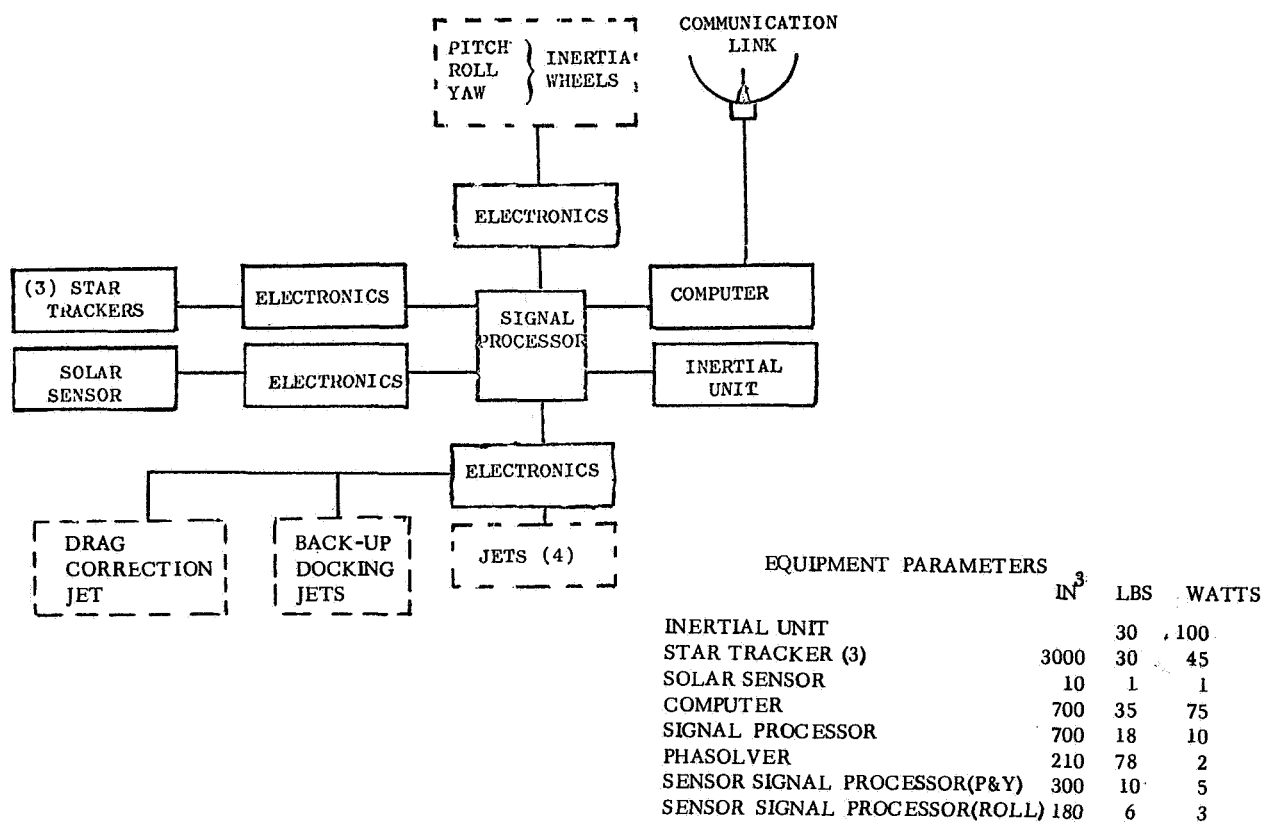 COMMUNICATION
LINK
PITCH
ROLL
YAW
} INERTIA
WHEELS
ELECTRONICS
(3) STAR
TRACKERS
ELECTRONICS
SIGNAL
PROCESSOR
COMPUTER
SOLAR
SENSOR
ELECTRONICS
INERTIAL
UNIT
ELECTRONICS
DRAG
CORRECTION
JET
BACK-UP
DOCKING
JETS
JETS (4)
EQUIPMENT PARAMETERS
IN³ LBS WATTS
INERTIAL UNIT 30 100
STAR TRACKER (3) 3000 30 45
SOLAR SENSOR 10 1 1
COMPUTER 700 35 75
SIGNAL PROCESSOR 700 18 10
PHASOLVER 210 78 2
SENSOR SIGNAL PROCESSOR(P&Y) 300 10 5
SENSOR SIGNAL PROCESSOR(ROLL) 180 6 3